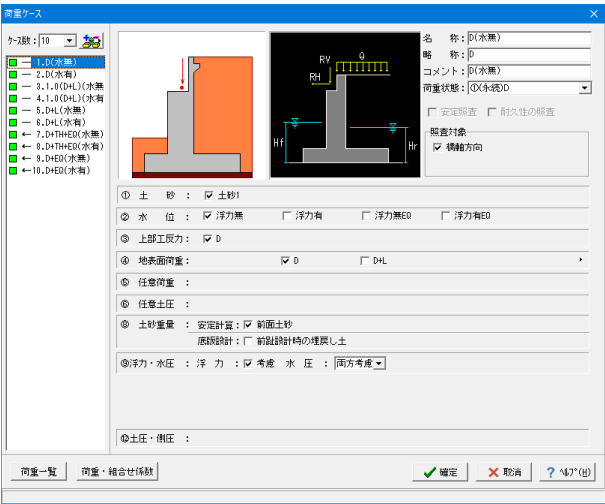 荷重ケース
ケース数：10
1.D(水無)
2.D(水有)
3.1.0(D+L)(水無
4.1.0(D+L)(水有
5.D+L(水無)
6.D+L(水有)
7.D+TH+EQ(水無)
8.D+TH+EQ(水有)
9.D+EQ(水無)
10.D+EQ(水有)
RV Q
RH
Hf Hr
名 称：D(水無)
略 称：D
コメント：D(水無)
荷重状態：①(永続)D
安定照査 耐久性の照査
照査対象
橋軸方向
① 土 砂： 土砂1
② 水 位： 浮力無 浮力有 浮力無EQ 浮力有EQ
③ 上部工反力： D
④ 地表面荷重： D D+L
⑤ 任意荷重：
⑥ 任意土圧：
⑧ 土砂重量： 安定計算： 前面土砂
底版設計： 前趾設計時の埋戻し土
⑨浮力・水圧： 浮 力： 考慮 水 圧： 両方考慮
⑩土圧・側圧：
荷重一覧 荷重・組合せ係数 確定 取消 ヘルプ(H)